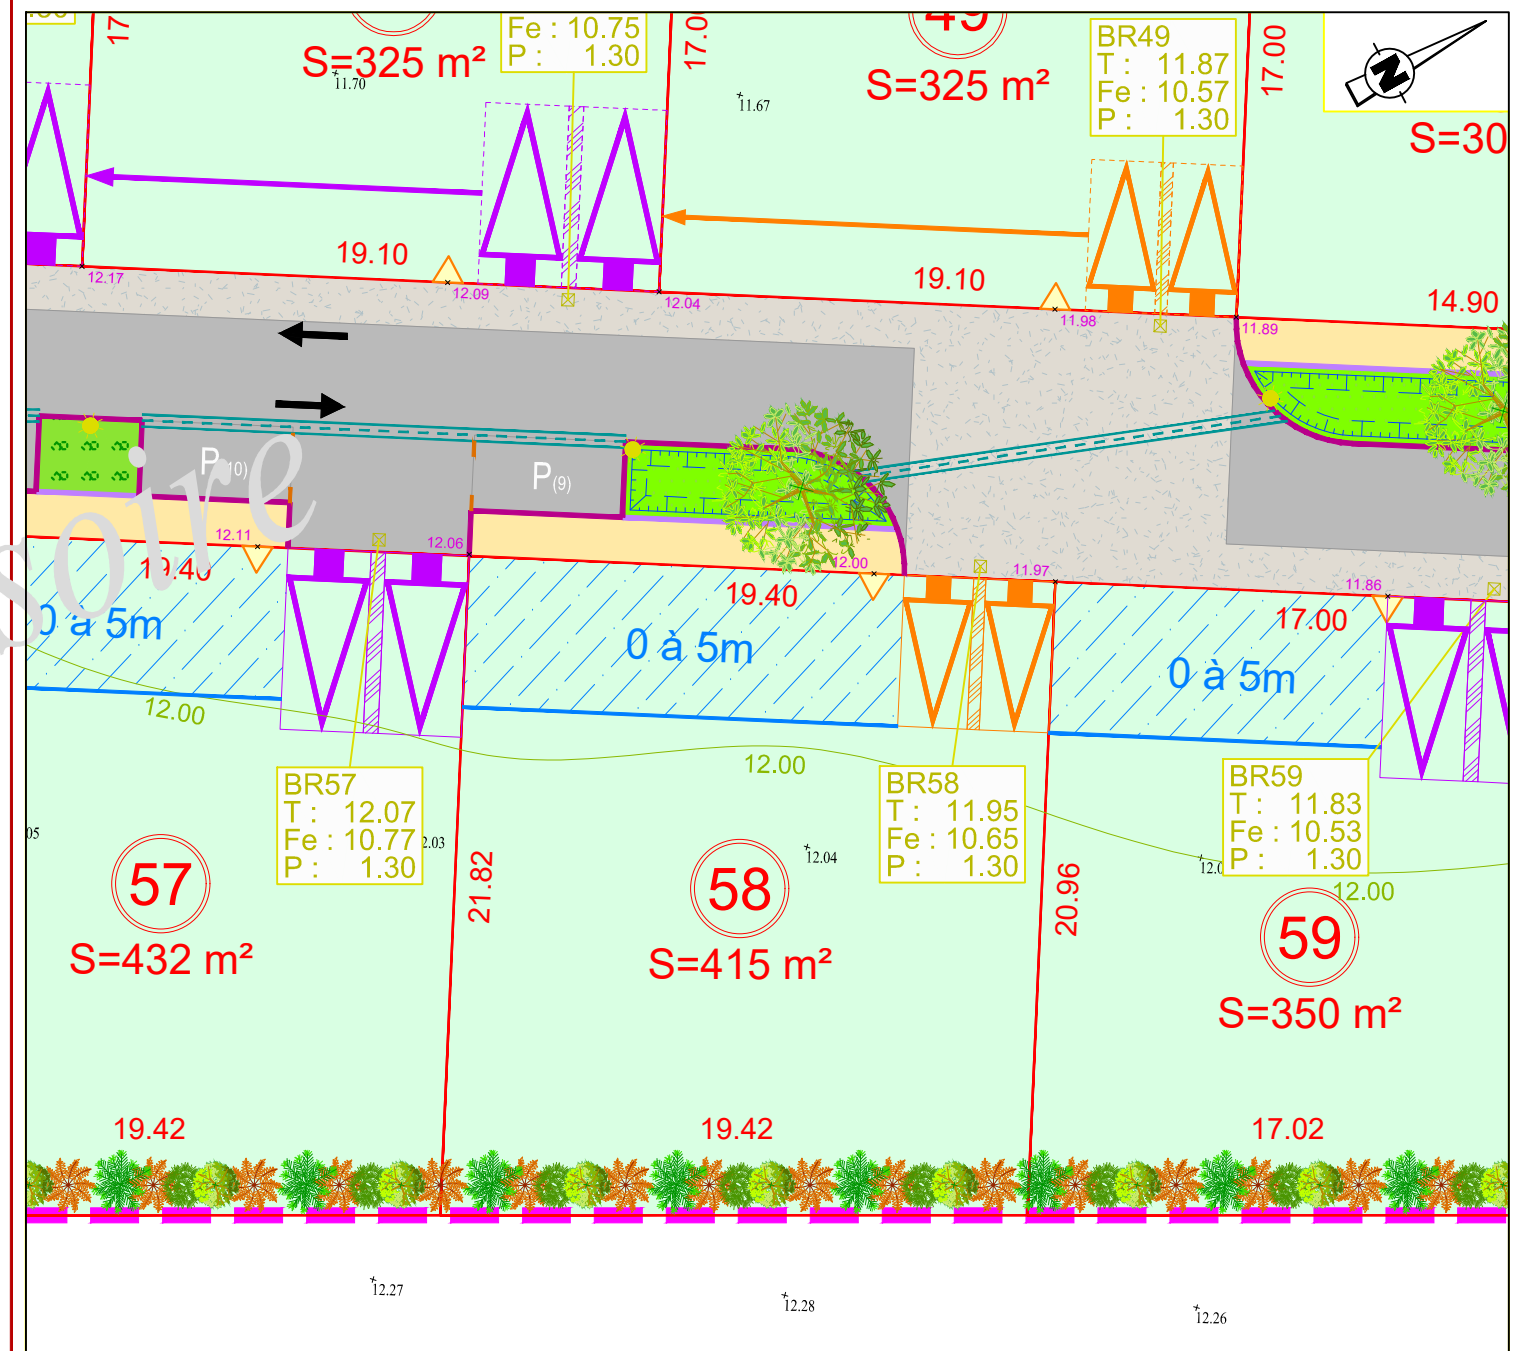 Fe : 10.75
P : 1.30
49
BR49
T : 11.87
Fe : 10.57
P : 1.30
17.00
N
S=325 m²
11.70
11.67
S=325 m²
S=30
19.10
19.10
14.90
12.17
12.09
12.04
11.98
11.89
P(10)
P(9)
soire
12.11
12.06
12.00
11.97
11.86
19.40
19.40
17.00
0 à 5m
0 à 5m
0 à 5m
12.00
12.00
12.00
BR57
T : 12.07
Fe : 10.77
P : 1.30
BR58
T : 11.95
Fe : 10.65
P : 1.30
BR59
T : 11.83
Fe : 10.53
P : 1.30
12.04
57
S=432 m²
21.82
58
S=415 m²
20.96
59
S=350 m²
19.42
19.42
17.02
12.27
12.28
12.26